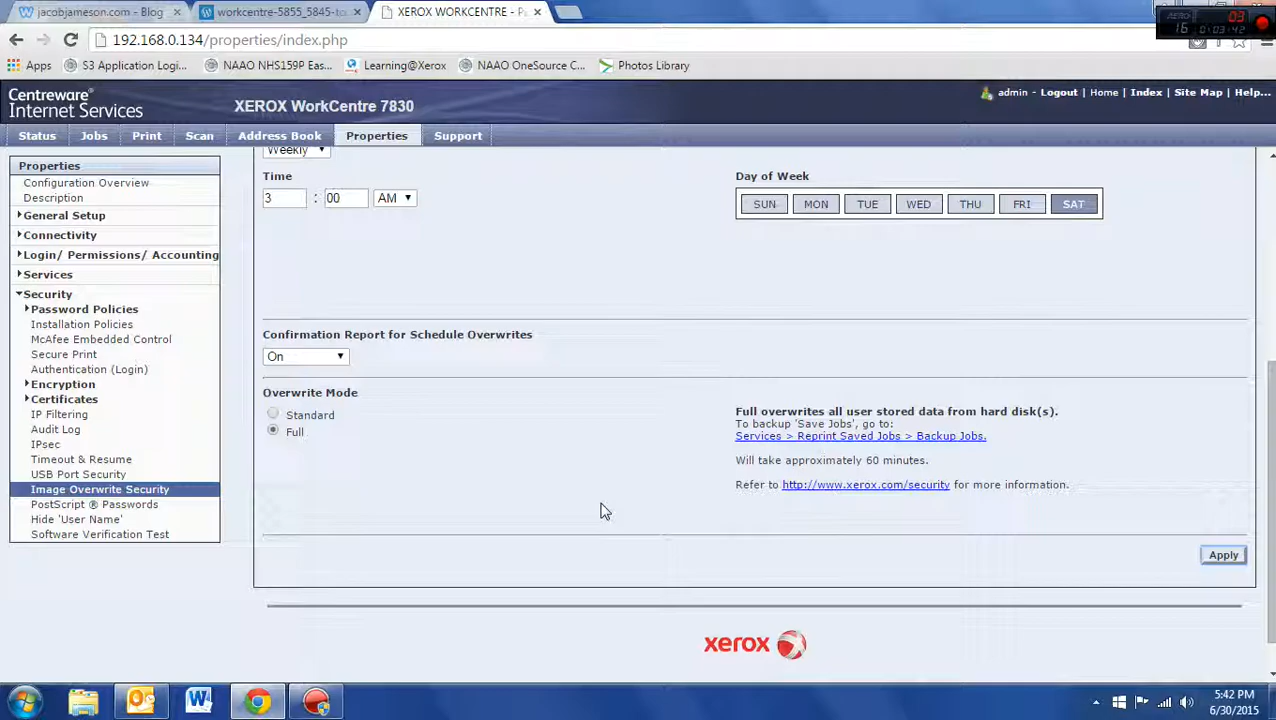 jacobjameson.com - Blog
workcentre-5855_5845-to
XEROX WORKCENTRE - P
03
16
0:03:42
192.168.0.134/properties/index.php
Apps
S3 Application Logi...
NAAO NHS159P Eas...
Learning@Xerox
NAAO OneSource C...
Photos Library
Centreware®
Internet Services
XEROX WorkCentre 7830
admin - Logout | Home | Index | Site Map | Help...
Status
Jobs
Print
Scan
Address Book
Properties
Support
Properties
Configuration Overview
Description
General Setup
Connectivity
Login/ Permissions/ Accounting
Services
Security
Password Policies
Installation Policies
McAfee Embedded Control
Secure Print
Authentication (Login)
Encryption
Certificates
IP Filtering
Audit Log
IPsec
Timeout & Resume
USB Port Security
Image Overwrite Security
PostScript ® Passwords
Hide 'User Name'
Software Verification Test
Weekly
Time
3 : 00 AM
Day of Week
SUN MON TUE WED THU FRI SAT
Confirmation Report for Schedule Overwrites
On
Overwrite Mode
Standard
Full
Full overwrites all user stored data from hard disk(s).
To backup 'Save Jobs', go to:
Services > Reprint Saved Jobs > Backup Jobs.
Will take approximately 60 minutes.
Refer to http://www.xerox.com/security for more information.
Apply
xerox
5:42 PM
6/30/2015